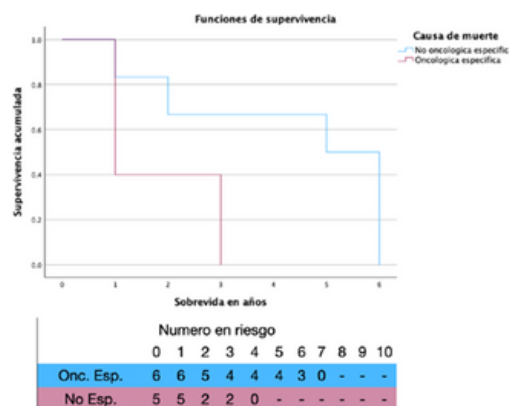 Funciones de supervivencia
Causa de muerte
No oncologica especific
Oncologica especifica
Supervivencia acumulada
1.0
0.8
0.6
0.4
0.2
0.0
0 1 2 3 4 5 6
Sobrevida en años
Numero en riesgo
0 1 2 3 4 5 6 7 8 9 10
Onc. Esp. 6 6 5 4 4 4 3 0 - - -
No Esp. 5 5 2 2 0 - - - - - -